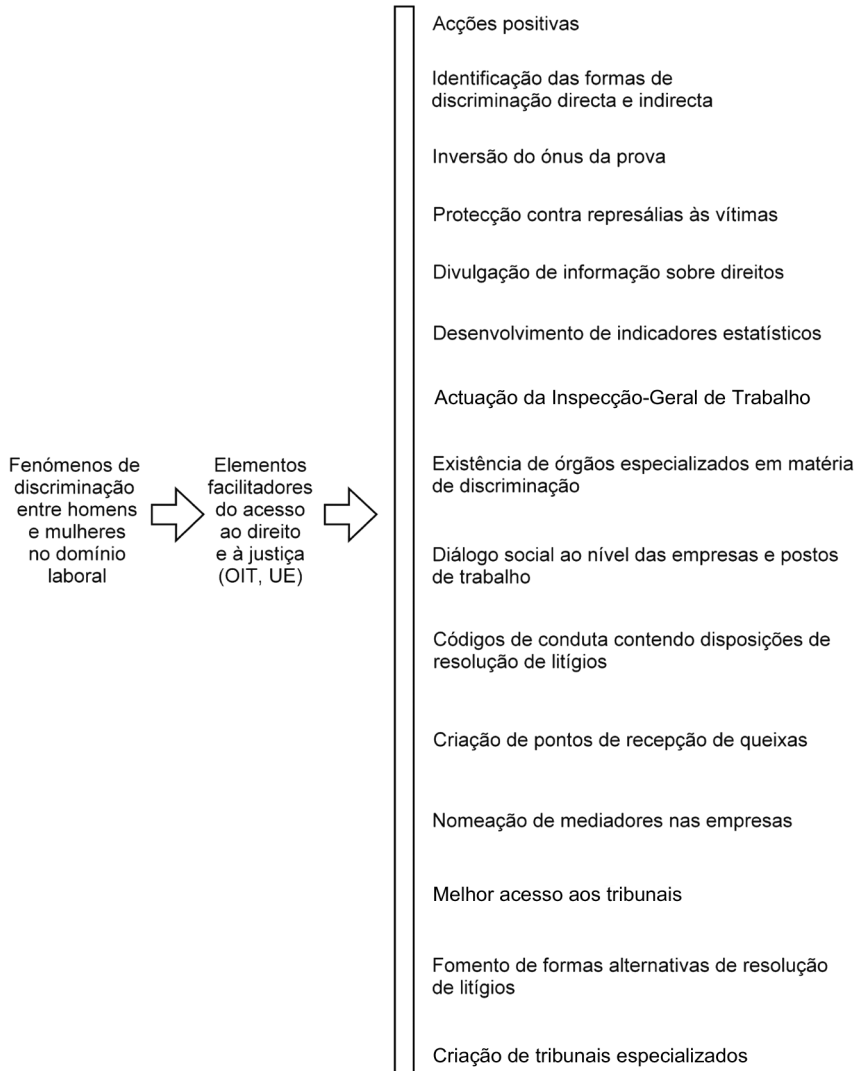 Fenómenos de
discriminação
entre homens
e mulheres
no domínio
laboral
Elementos
facilitadores
do acesso
ao direito
e à justiça
(OIT, UE)
Acções positivas
Identificação das formas de
discriminação directa e indirecta
Inversão do ónus da prova
Protecção contra represálias às vítimas
Divulgação de informação sobre direitos
Desenvolvimento de indicadores estatísticos
Actuação da Inspecção-Geral de Trabalho
Existência de órgãos especializados em matéria
de discriminação
Diálogo social ao nível das empresas e postos
de trabalho
Códigos de conduta contendo disposições de
resolução de litígios
Criação de pontos de recepção de queixas
Nomeação de mediadores nas empresas
Melhor acesso aos tribunais
Fomento de formas alternativas de resolução
de litígios
Criação de tribunais especializados